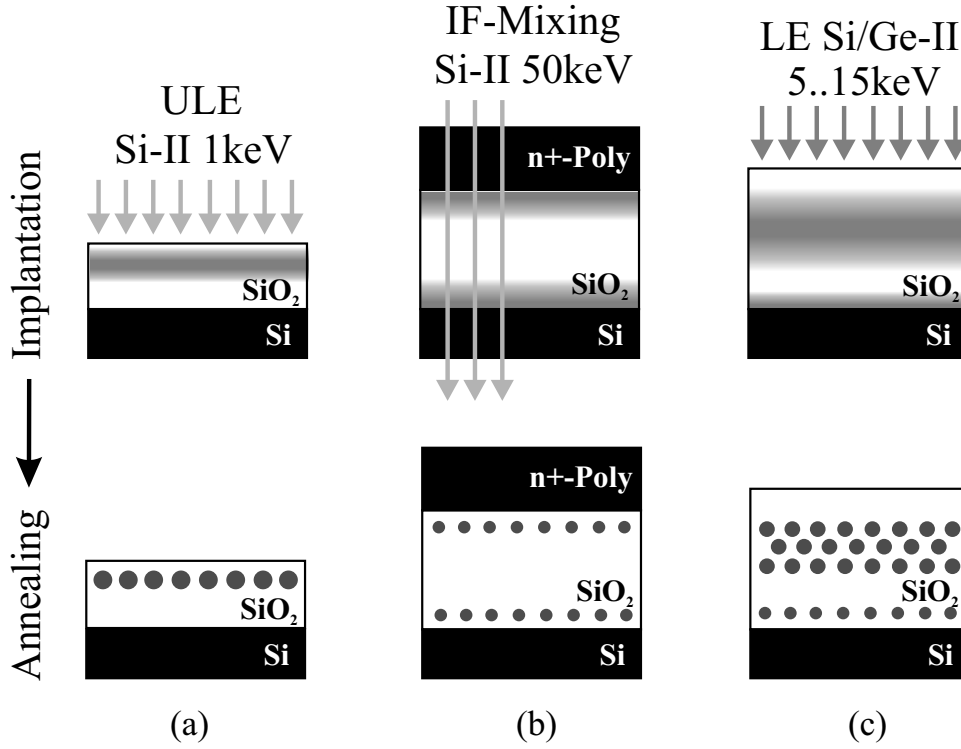 ULE
Si-II 1keV
IF-Mixing
Si-II 50keV
LE Si/Ge-II
5..15keV
Implantation
SiO₂
Si
n+-Poly
SiO₂
Si
SiO₂
Si
Annealing
SiO₂
Si
n+-Poly
SiO₂
Si
SiO₂
Si
(a)
(b)
(c)